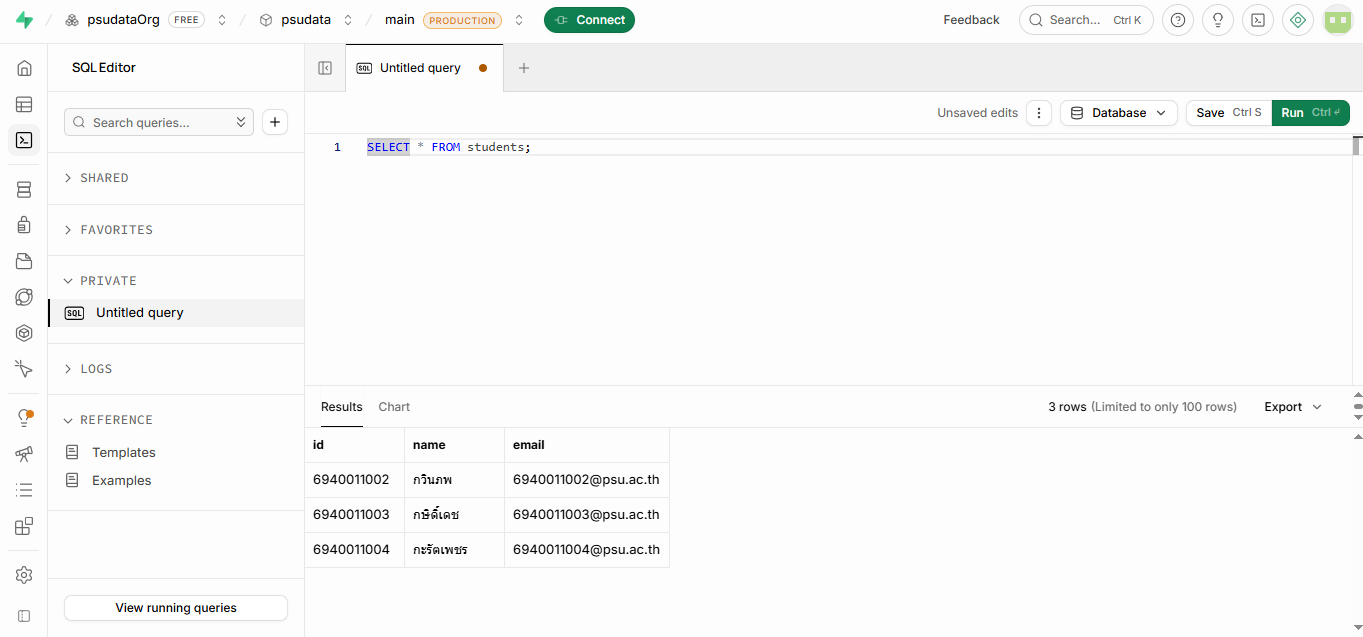 psudataOrg FREE psudata main PRODUCTION Connect Feedback Search... Ctrl K
SQL Editor
SQL Untitled query
Search queries...
Unsaved edits Database Save Ctrl S Run Ctrl ↵
1 SELECT * FROM students;
SHARED
FAVORITES
PRIVATE
SQL Untitled query
LOGS
REFERENCE
Templates
Examples
View running queries
Results Chart 3 rows (Limited to only 100 rows) Export
id name email
6940011002 กวินภพ 6940011002@psu.ac.th
6940011003 กษิดิ์เดช 6940011003@psu.ac.th
6940011004 กะรัตเพชร 6940011004@psu.ac.th